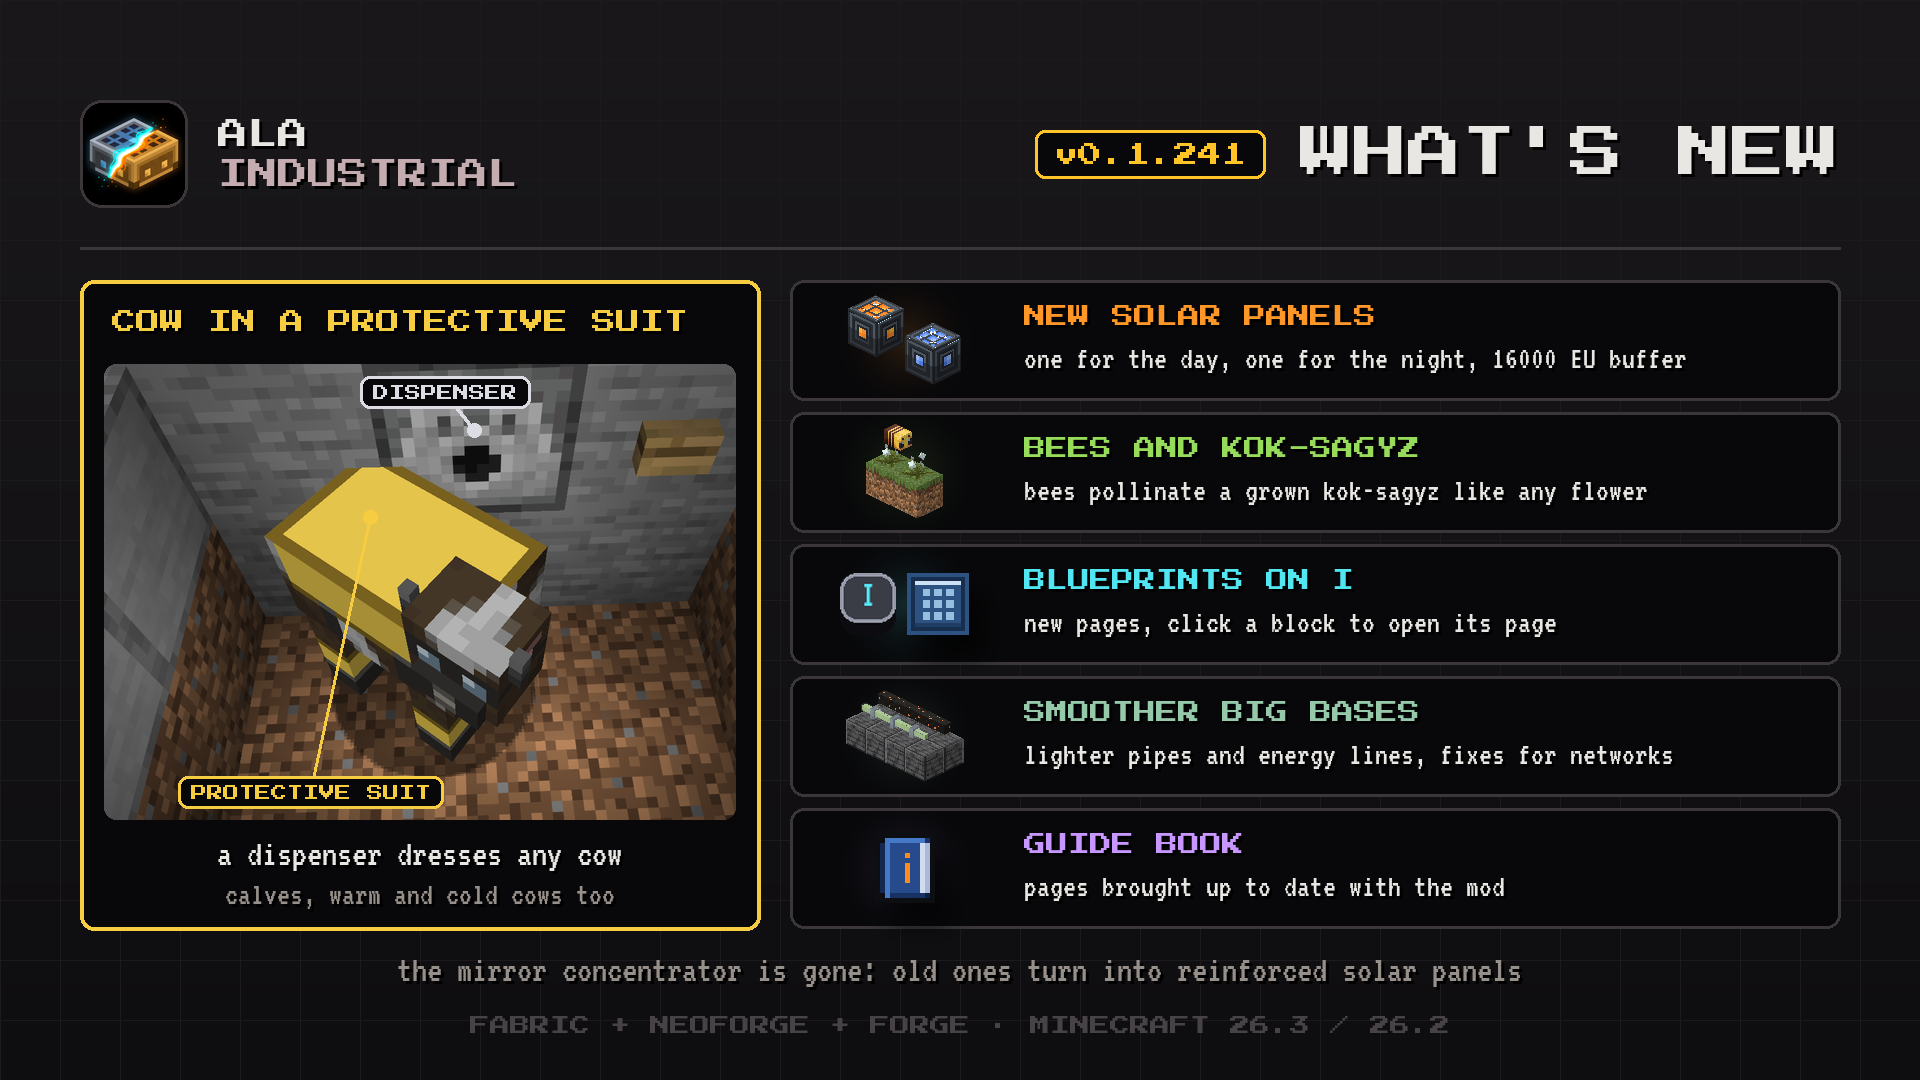 ALA
INDUSTRIAL
v0.1.241
WHAT'S NEW
COW IN A PROTECTIVE SUIT
DISPENSER
PROTECTIVE SUIT
a dispenser dresses any cow
calves, warm and cold cows too
NEW SOLAR PANELS
one for the day, one for the night, 16000 EU buffer
BEES AND KOK-SAGYZ
bees pollinate a grown kok-sagyz like any flower
I
BLUEPRINTS ON I
new pages, click a block to open its page
SMOOTHER BIG BASES
lighter pipes and energy lines, fixes for networks
i
GUIDE BOOK
pages brought up to date with the mod
the mirror concentrator is gone: old ones turn into reinforced solar panels
FABRIC + NEOFORGE + FORGE · MINECRAFT 26.3 / 26.2